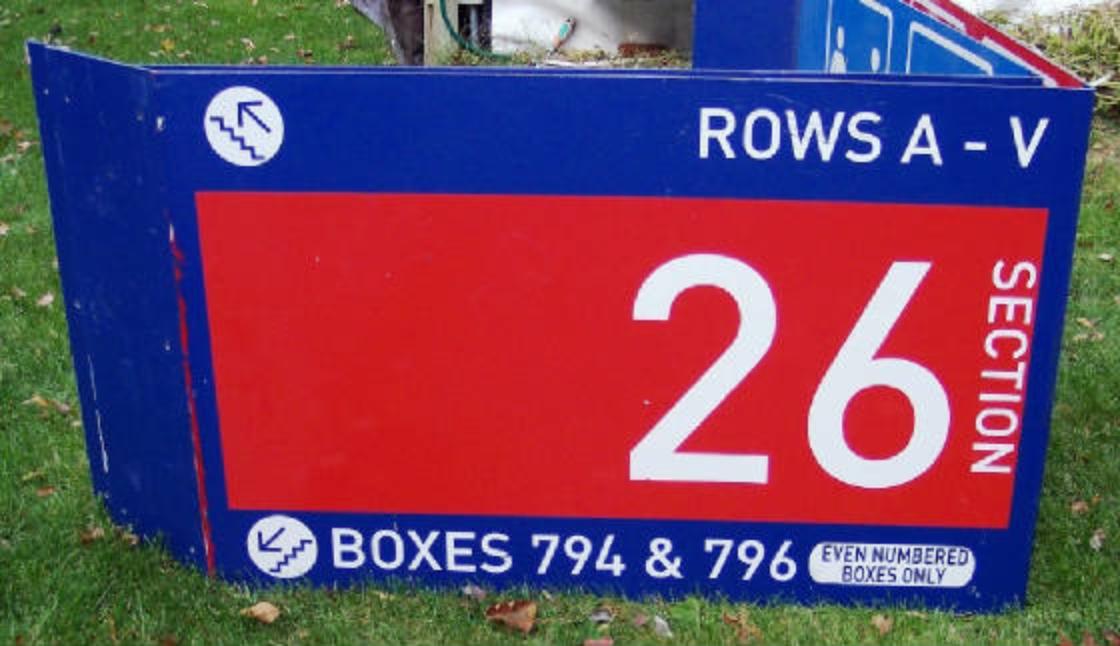 ROWS A - V
26
SECTION
BOXES 794 & 796
EVEN NUMBERED
BOXES ONLY